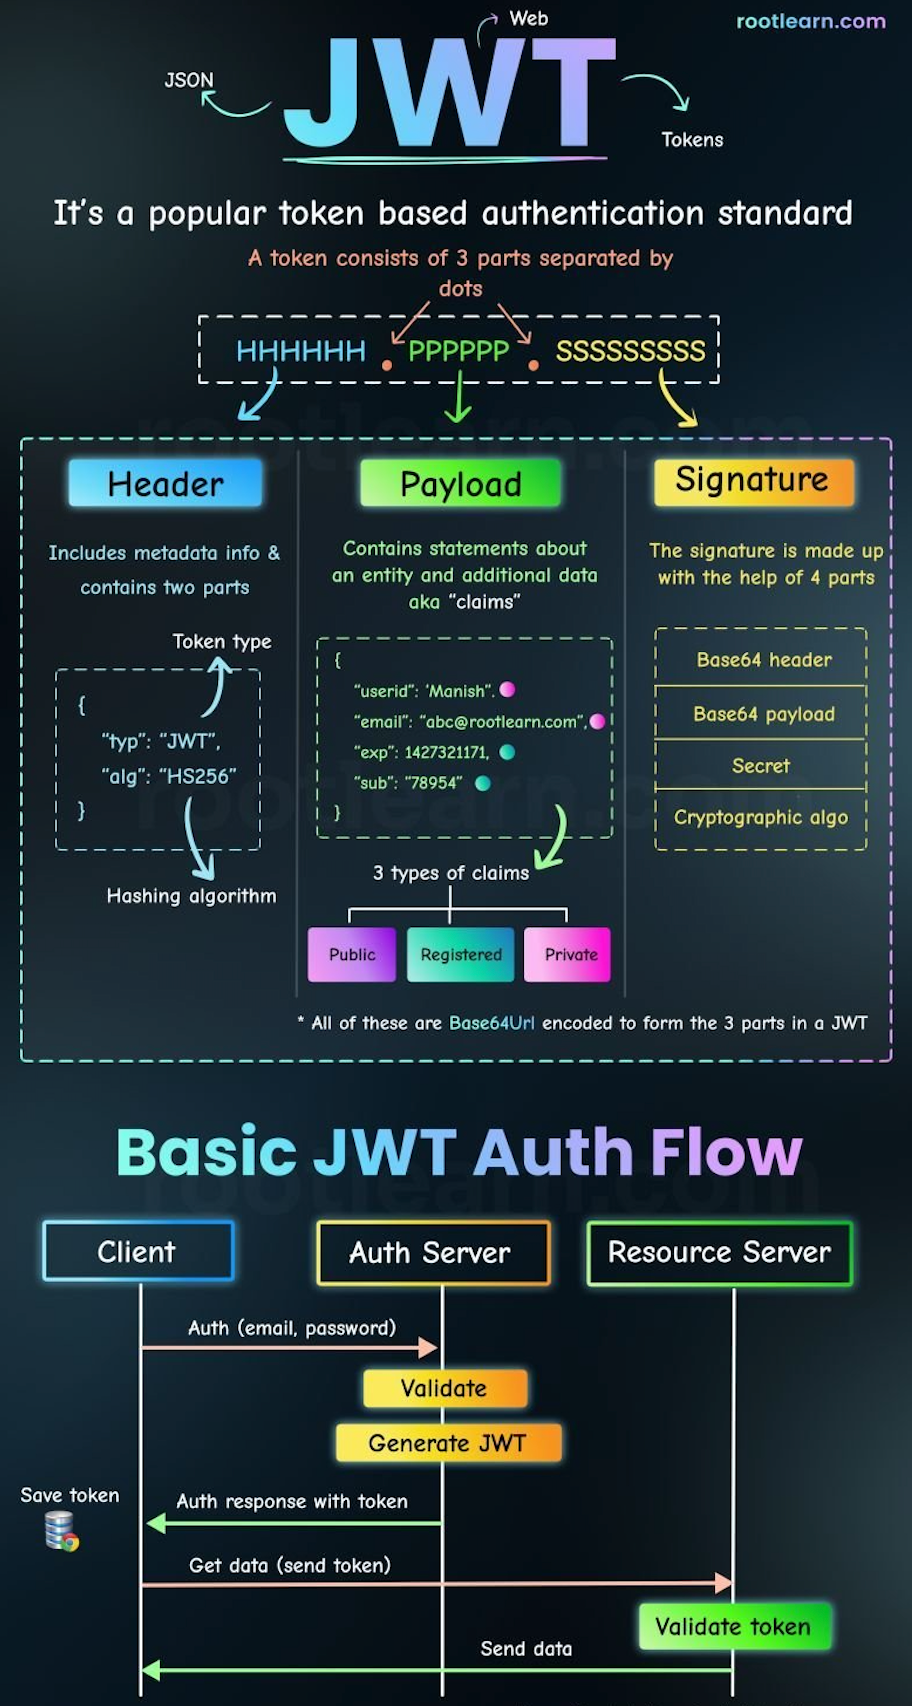 Web
rootlearn.com
JWT
JSON
Tokens
It's a popular token based authentication standard
A token consists of 3 parts separated by
dots
HHHHHH . PPPPPP . SSSSSSSSS
Header
Includes metadata info &
contains two parts
Token type
{
"typ": "JWT",
"alg": "HS256"
}
Hashing algorithm
Payload
Contains statements about
an entity and additional data
aka "claims"
{
"userid": 'Manish".
"email": "abc@rootlearn.com",
"exp": 1427321171,
"sub": "78954"
}
3 types of claims
Public
Registered
Private
Signature
The signature is made up
with the help of 4 parts
Base64 header
Base64 payload
Secret
Cryptographic algo
* All of these are Base64Url encoded to form the 3 parts in a JWT
Basic JWT Auth Flow
Client
Auth Server
Resource Server
Auth (email, password)
Validate
Generate JWT
Save token
Auth response with token
Get data (send token)
Validate token
Send data